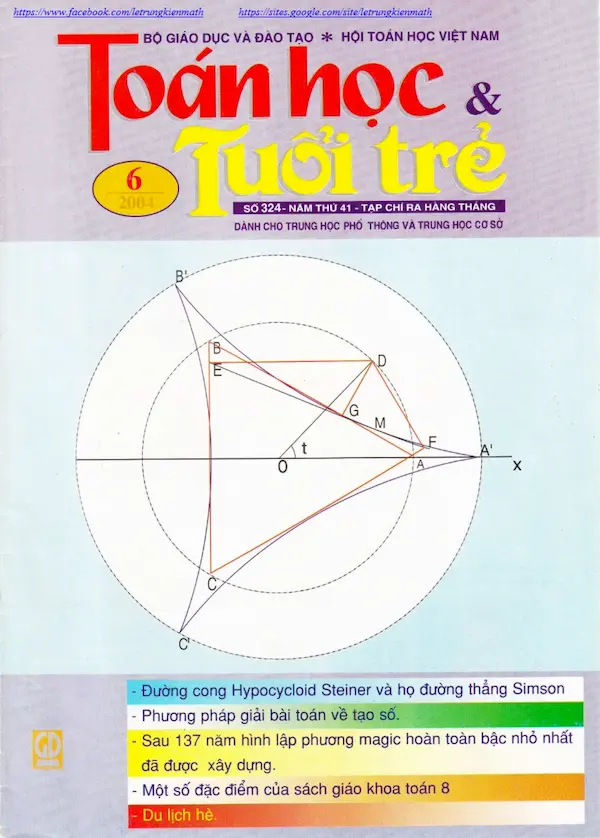 https://www.facebook.com/letrungkienmath https://sites.google.com/site/letrungkienmath
BỘ GIÁO DỤC VÀ ĐÀO TẠO * HỘI TOÁN HỌC VIỆT NAM
Toán học &
Tuổi trẻ
6
2004
SỐ 324 - NĂM THỨ 41 - TẠP CHÍ RA HÀNG THÁNG
DÀNH CHO TRUNG HỌC PHỔ THÔNG VÀ TRUNG HỌC CƠ SỞ
B'
B
E
D
G
M
F
A'
t
O
A
x
C
C'
- Đường cong Hypocycloid Steiner và họ đường thẳng Simson
- Phương pháp giải bài toán về tạo số.
- Sau 137 năm hình lập phương magic hoàn toàn bậc nhỏ nhất
đã được xây dựng.
- Một số đặc điểm của sách giáo khoa toán 8
- Du lịch hè.
GD